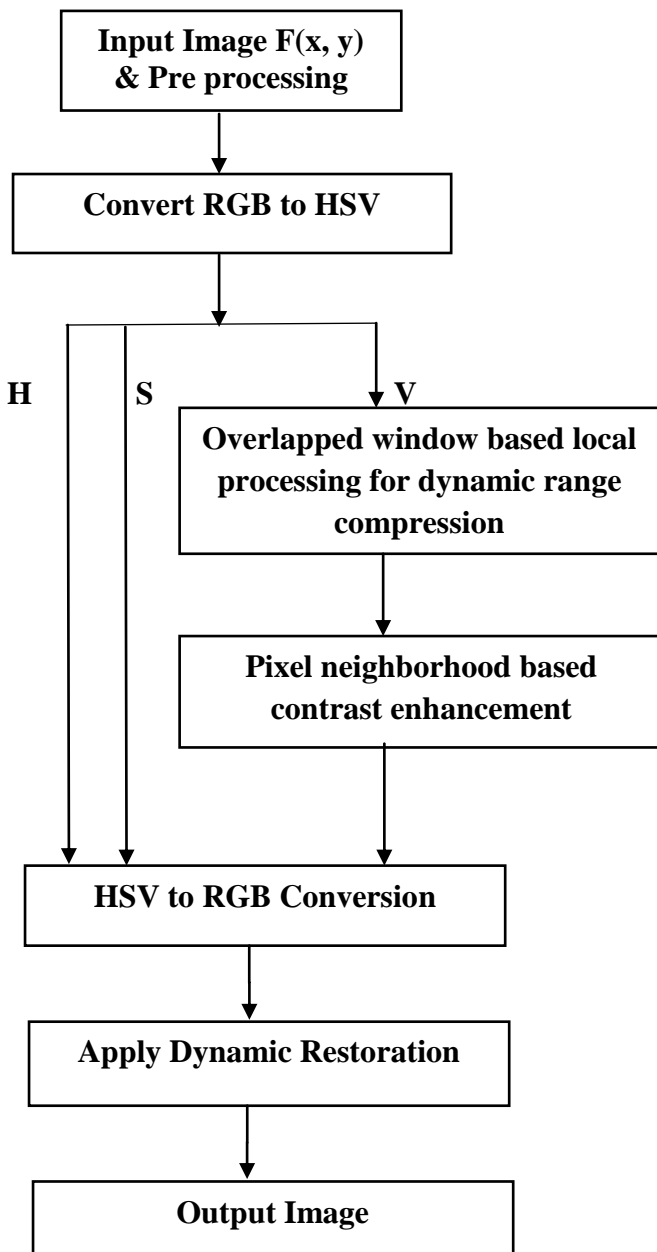 Input Image F(x, y)
& Pre processing
Convert RGB to HSV
H
S
V
Overlapped window based local
processing for dynamic range
compression
Pixel neighborhood based
contrast enhancement
HSV to RGB Conversion
Apply Dynamic Restoration
Output Image